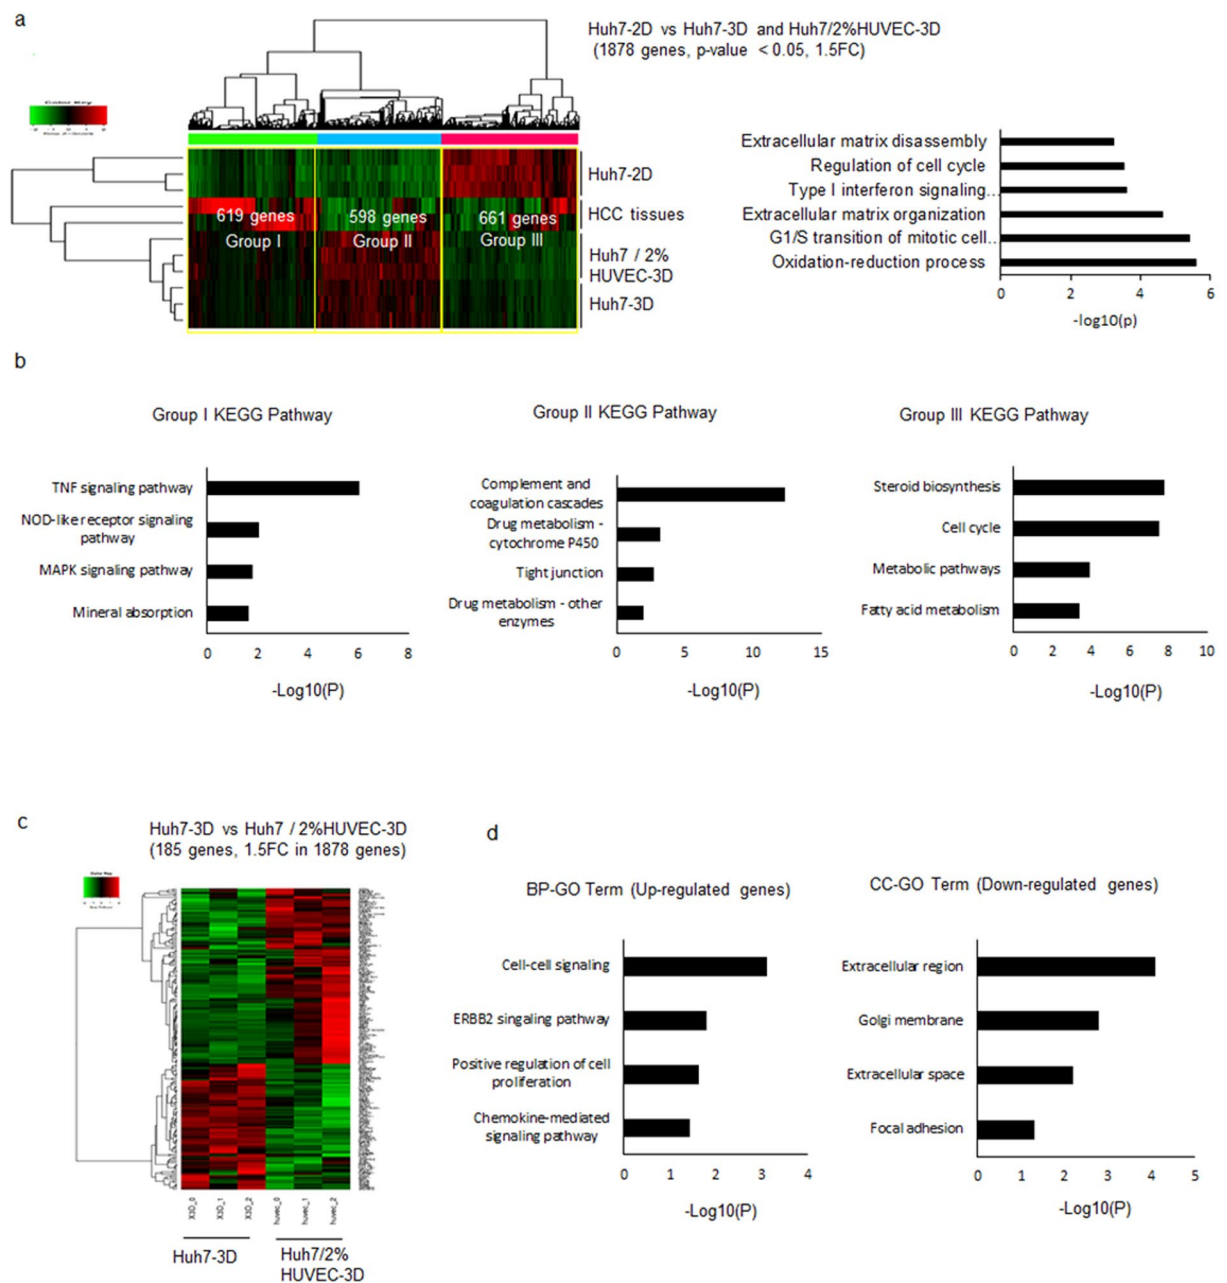 a
Huh7-2D vs Huh7-3D and Huh7/2%HUVEC-3D
(1878 genes, p-value < 0.05, 1.5FC)
Color Key
Huh7-2D
HCC tissues
Huh7 / 2%
HUVEC-3D
Huh7-3D
619 genes
Group I
598 genes
Group II
661 genes
Group III
Extracellular matrix disassembly
Regulation of cell cycle
Type I interferon signaling..
Extracellular matrix organization
G1/S transition of mitotic cell..
Oxidation-reduction process
0 2 4 6
-log10(p)
b
Group I KEGG Pathway
TNF signaling pathway
NOD-like receptor signaling
pathway
MAPK signaling pathway
Mineral absorption
0 2 4 6 8
-Log10(P)
Group II KEGG Pathway
Complement and
coagulation cascades
Drug metabolism -
cytochrome P450
Tight junction
Drug metabolism - other
enzymes
0 5 10 15
-Log10(P)
Group III KEGG Pathway
Steroid biosynthesis
Cell cycle
Metabolic pathways
Fatty acid metabolism
0 2 4 6 8 10
-Log10(P)
c
Huh7-3D vs Huh7 / 2%HUVEC-3D
(185 genes, 1.5FC in 1878 genes)
X3D_0
X3D_1
X3D_2
huvec_0
huvec_1
huvec_2
Huh7-3D
Huh7/2%
HUVEC-3D
d
BP-GO Term (Up-regulated genes)
Cell-cell signaling
ERBB2 singaling pathway
Positive regulation of cell
proliferation
Chemokine-mediated
signaling pathway
0 1 2 3 4
-Log10(P)
CC-GO Term (Down-regulated genes)
Extracellular region
Golgi membrane
Extracellular space
Focal adhesion
0 1 2 3 4 5
-Log10(P)